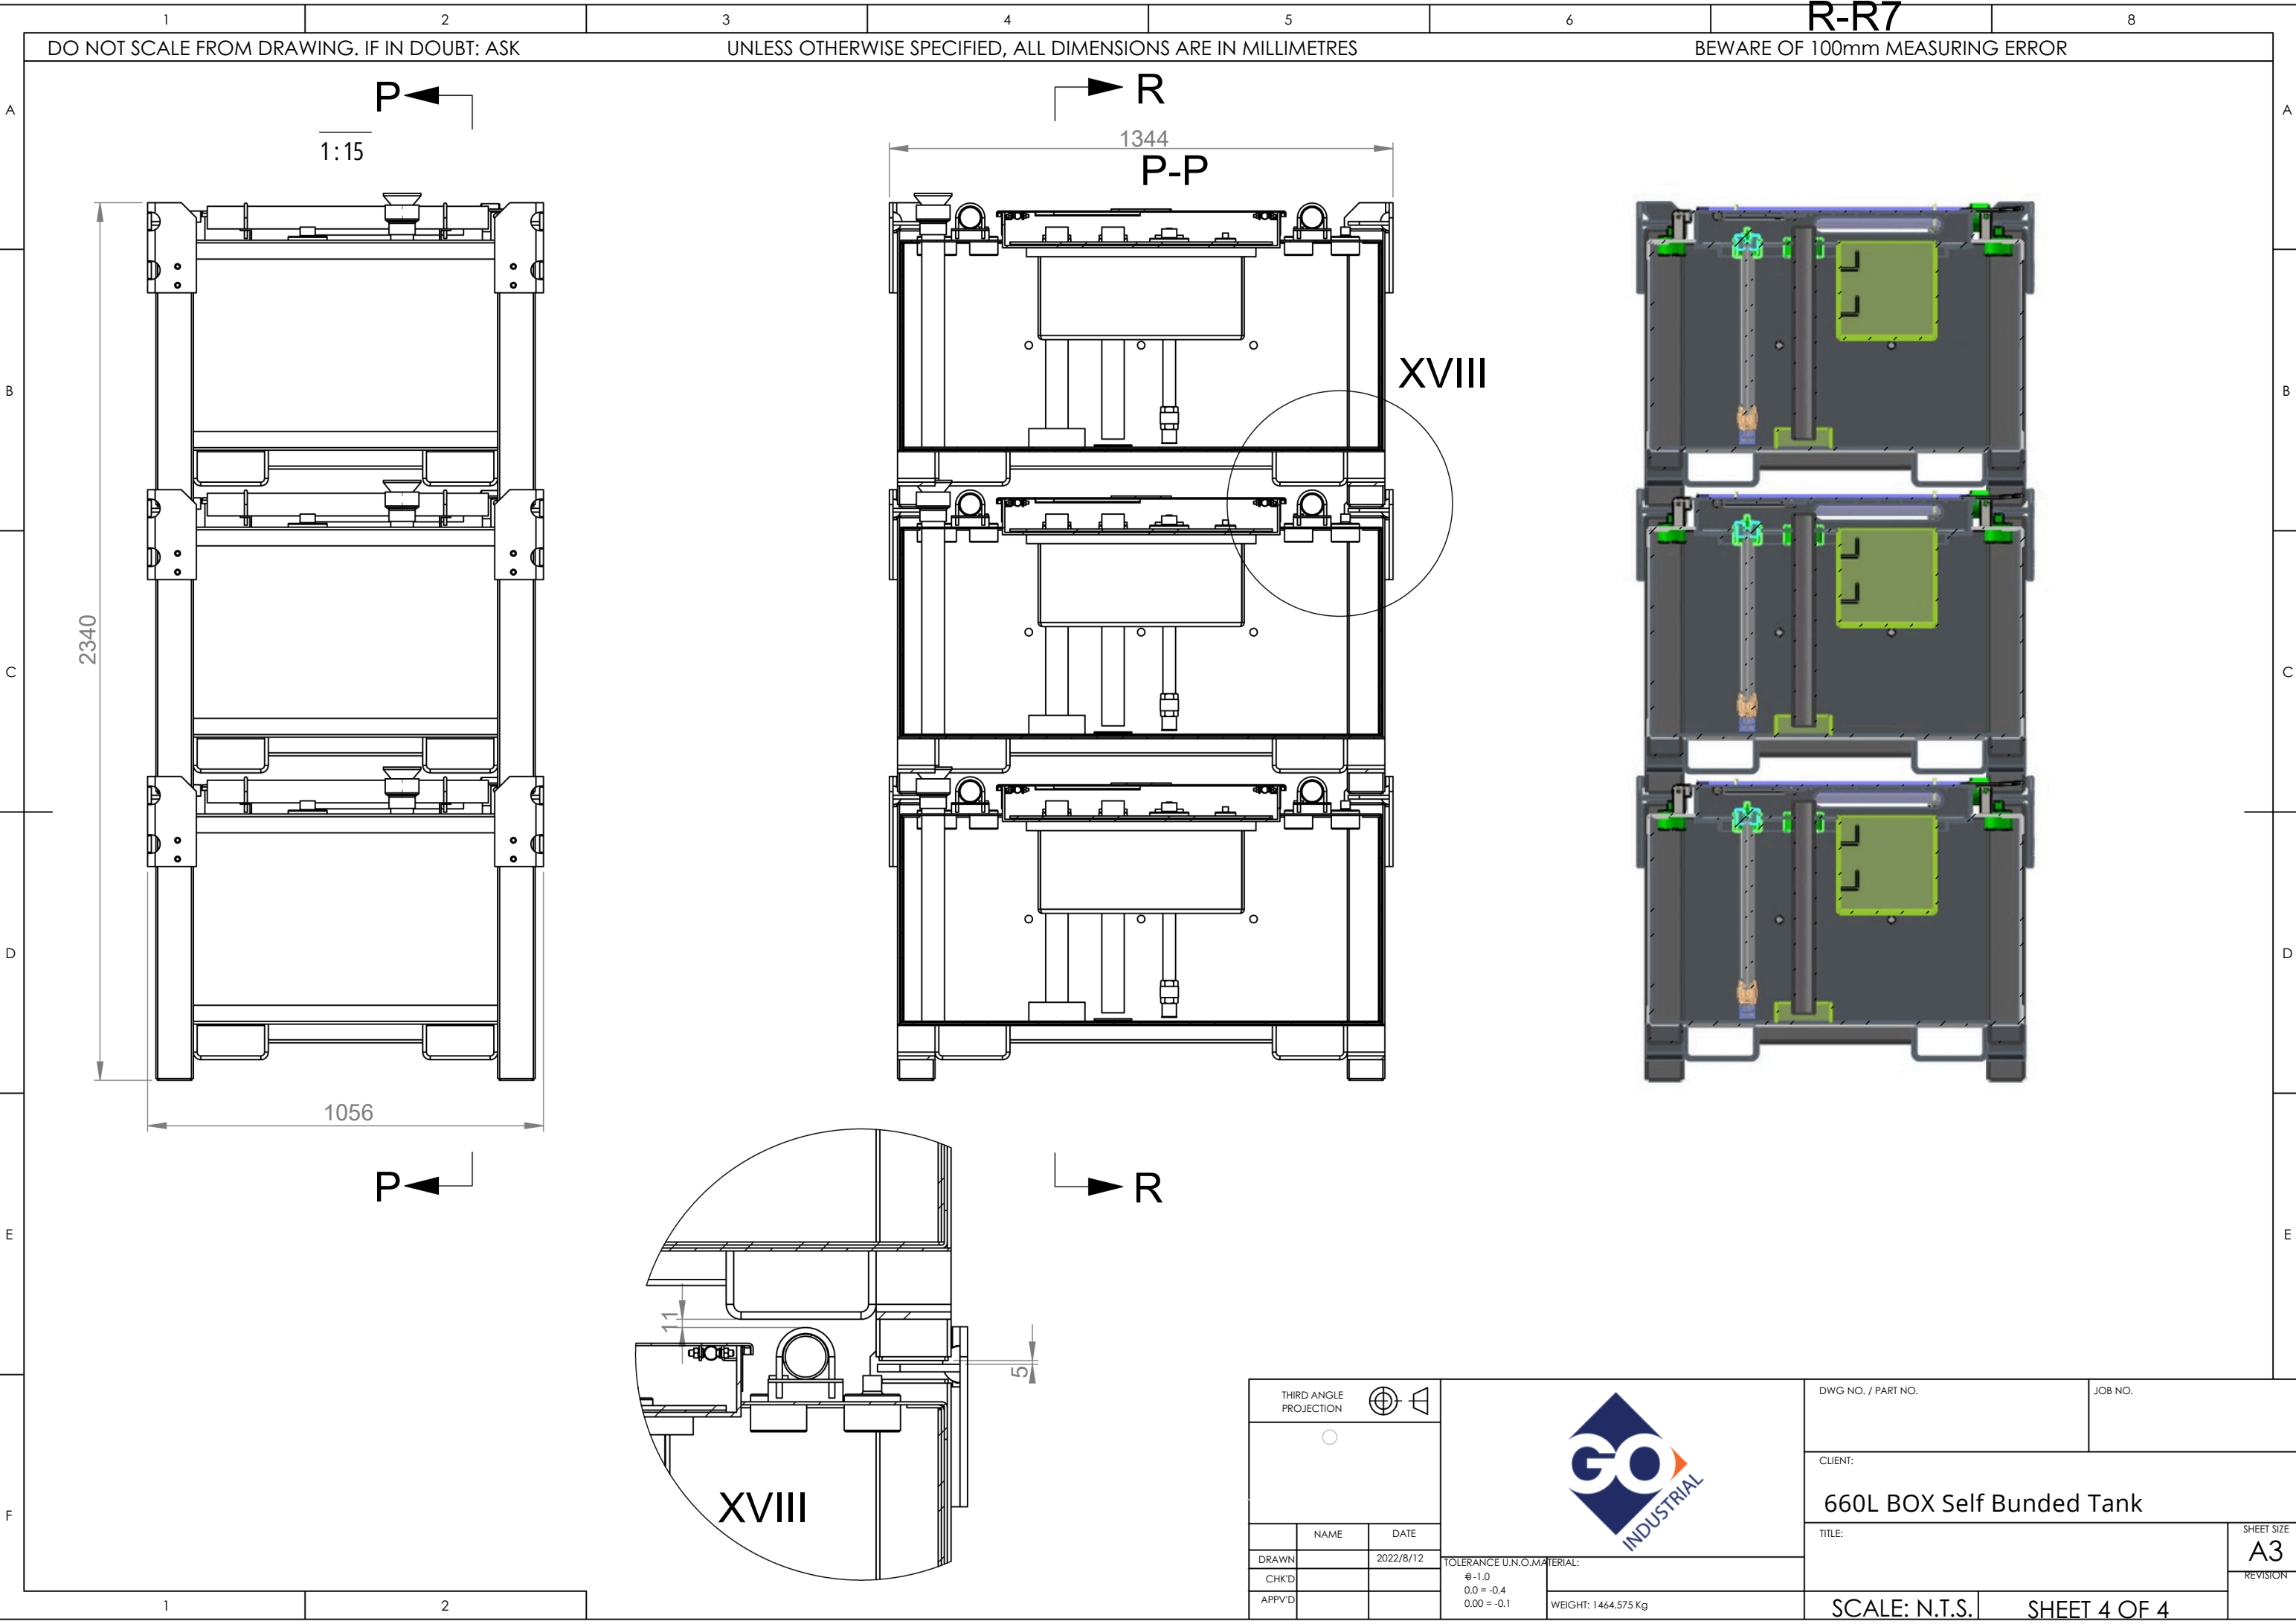 1 2 3 4 5 6 R-R7 8
DO NOT SCALE FROM DRAWING. IF IN DOUBT: ASK
UNLESS OTHERWISE SPECIFIED, ALL DIMENSIONS ARE IN MILLIMETRES
BEWARE OF 100mm MEASURING ERROR
A
A
P
1:15
R
1344
P-P
B
XVIII
B
2340
C
C
D
D
1056
P
R
E
E
11
5
XVIII
F
THIRD ANGLE
PROJECTION
NAME DATE
DRAWN 2022/8/12
CHK'D
APPV'D
GO
INDUSTRIAL
TOLERANCE U.N.O.MATERIAL:
0 -1.0
0.0 = -0.4
0.00 = -0.1
WEIGHT: 1464.575 Kg
DWG NO. / PART NO.
JOB NO.
CLIENT:
660L BOX Self Bunded Tank
TITLE:
SHEET SIZE
A3
REVISION
SCALE: N.T.S.
SHEET 4 OF 4
1 2